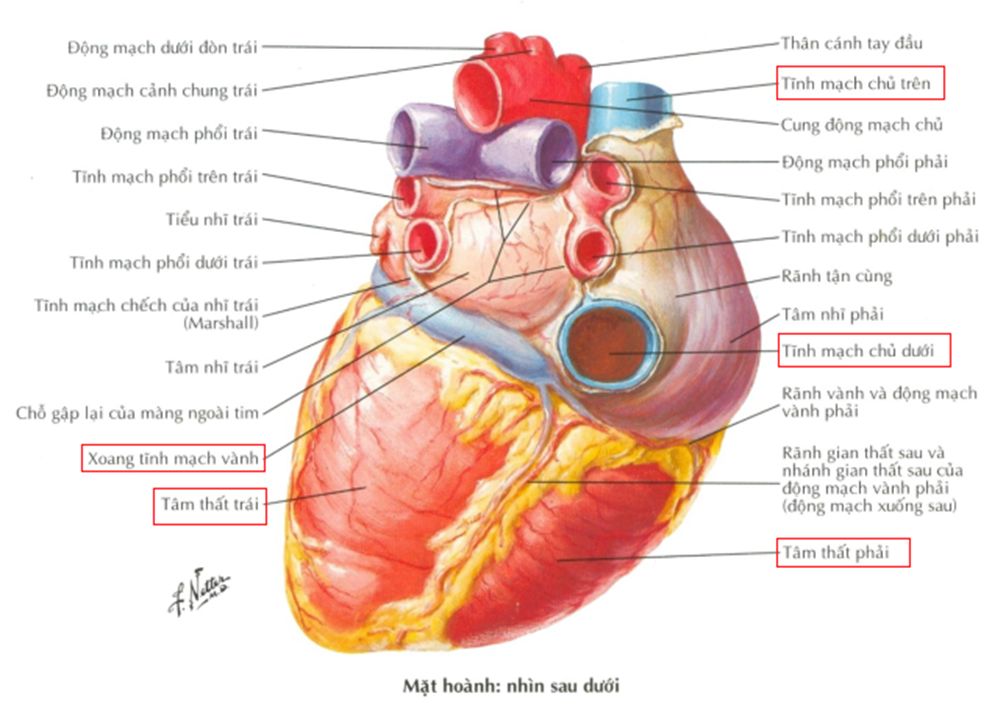 Động mạch dưới đòn trái
Động mạch cảnh chung trái
Động mạch phổi trái
Tĩnh mạch phổi trên trái
Tiểu nhĩ trái
Tĩnh mạch phổi dưới trái
Tĩnh mạch chếch của nhĩ trái
(Marshall)
Tâm nhĩ trái
Chỗ gập lại của màng ngoài tim
Xoang tĩnh mạch vành
Tâm thất trái
Thân cánh tay đầu
Tĩnh mạch chủ trên
Cung động mạch chủ
Động mạch phổi phải
Tĩnh mạch phổi trên phải
Tĩnh mạch phổi dưới phải
Rãnh tận cùng
Tâm nhĩ phải
Tĩnh mạch chủ dưới
Rãnh vành và động mạch
vành phải
Rãnh gian thất sau và
nhánh gian thất sau của
động mạch vành phải
(động mạch xuống sau)
Tâm thất phải
F. Netter
M.D.
Mặt hoành: nhìn sau dưới